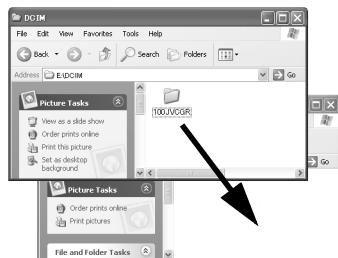 DCIM
File Edit View Favorites Tools Help
Back Search Folders
Address E:\DCIM Go
Picture Tasks
View as a slide show
Order prints online
Print this picture
Set as desktop
background
100JVCGR
Go
Picture Tasks
Order prints online
Print pictures
File and Folder Tasks